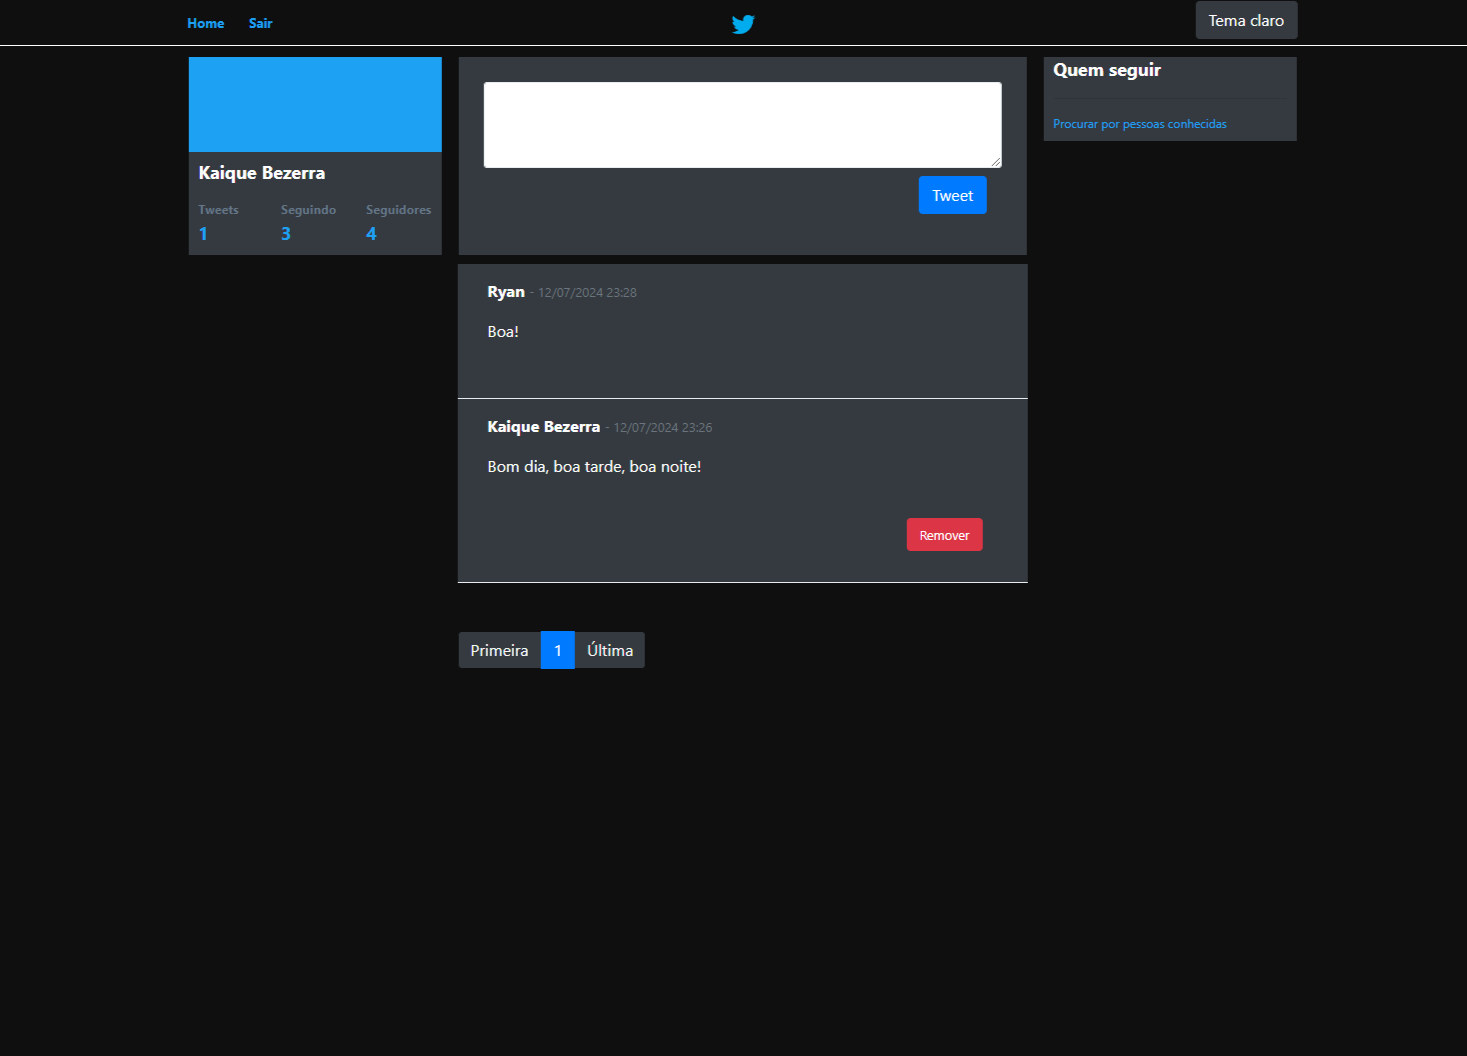 Home Sair Tema claro
Kaique Bezerra
Tweets Seguindo Seguidores
1 3 4
Tweet
Ryan - 12/07/2024 23:28
Boa!
Kaique Bezerra - 12/07/2024 23:26
Bom dia, boa tarde, boa noite!
Remover
Primeira 1 Última
Quem seguir
Procurar por pessoas conhecidas